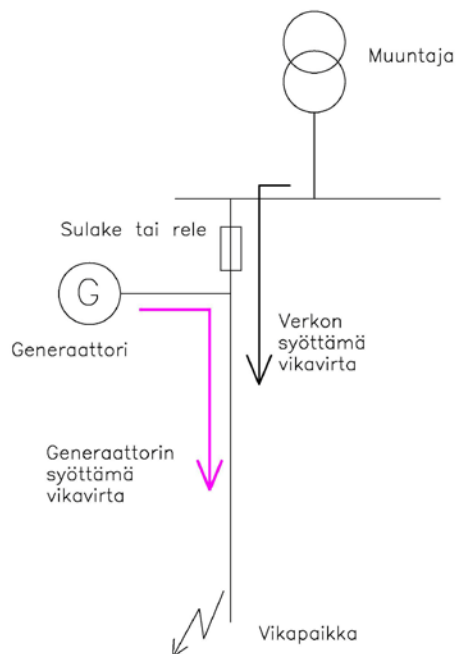 Muuntaja
Sulake tai rele
G
Generaattori
Verkon
syöttämä
vikavirta
Generaattorin
syöttämä
vikavirta
Vikapaikka